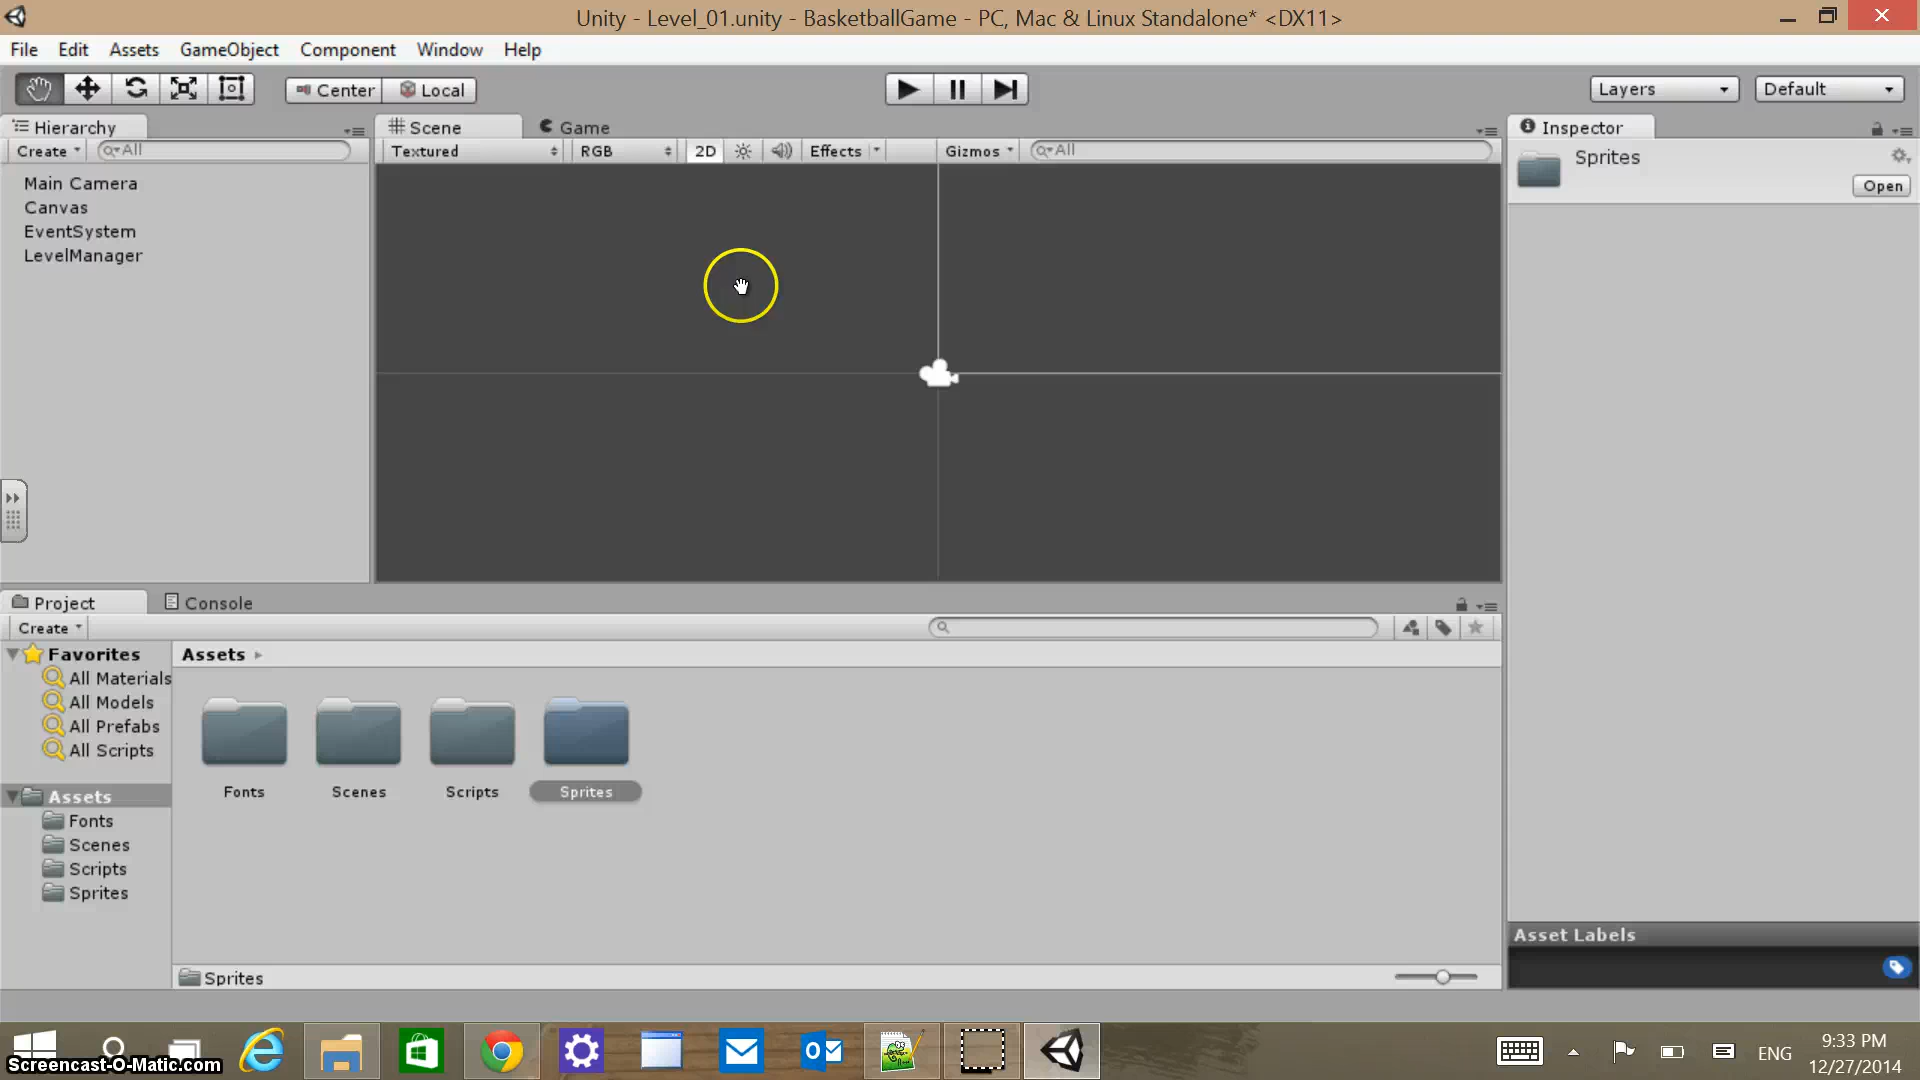 Unity - Level_01.unity - BasketballGame - PC, Mac & Linux Standalone* <DX11>
File Edit Assets GameObject Component Window Help
Center Local Layers Default
Hierarchy Scene Game Inspector
Create All Textured RGB 2D Effects Gizmos All Sprites
Open
Main Camera
Canvas
EventSystem
LevelManager
Project Console
Create
Favorites Assets
All Materials
All Models
All Prefabs
All Scripts
Fonts Scenes Scripts Sprites
Assets
Fonts
Scenes
Scripts
Sprites
Asset Labels
Sprites
9:33 PM
ENG
12/27/2014
Screencast-O-Matic.com